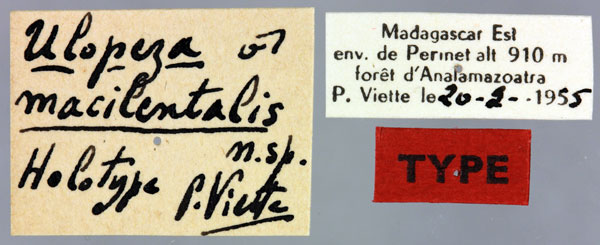 Ulopeza ♂
macilentalis
n.sp.
Holotype P. Viette
Madagascar Est
env. de Perinet alt 910 m
forêt d'Analamazoatra
P. Viette le 20-2--1955
TYPE